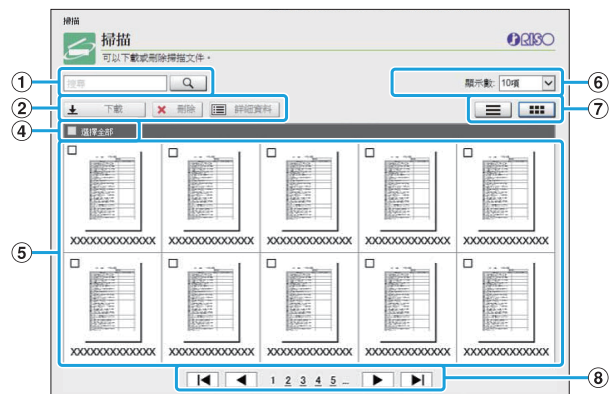 掃描
掃描
可以下載或刪除掃描文件。
RISO
① 搜尋
顯示數: 10項 ⑥
② 下載 刪除 詳細資料
⑦
④ 選擇全部
XXXXXXXXXXXXX XXXXXXXXXXXXX XXXXXXXXXXXXX XXXXXXXXXXXXX XXXXXXXXXXXXX
⑤
XXXXXXXXXXXXX XXXXXXXXXXXXX XXXXXXXXXXXXX XXXXXXXXXXXXX XXXXXXXXXXXXX
1 2 3 4 5 ... ⑧